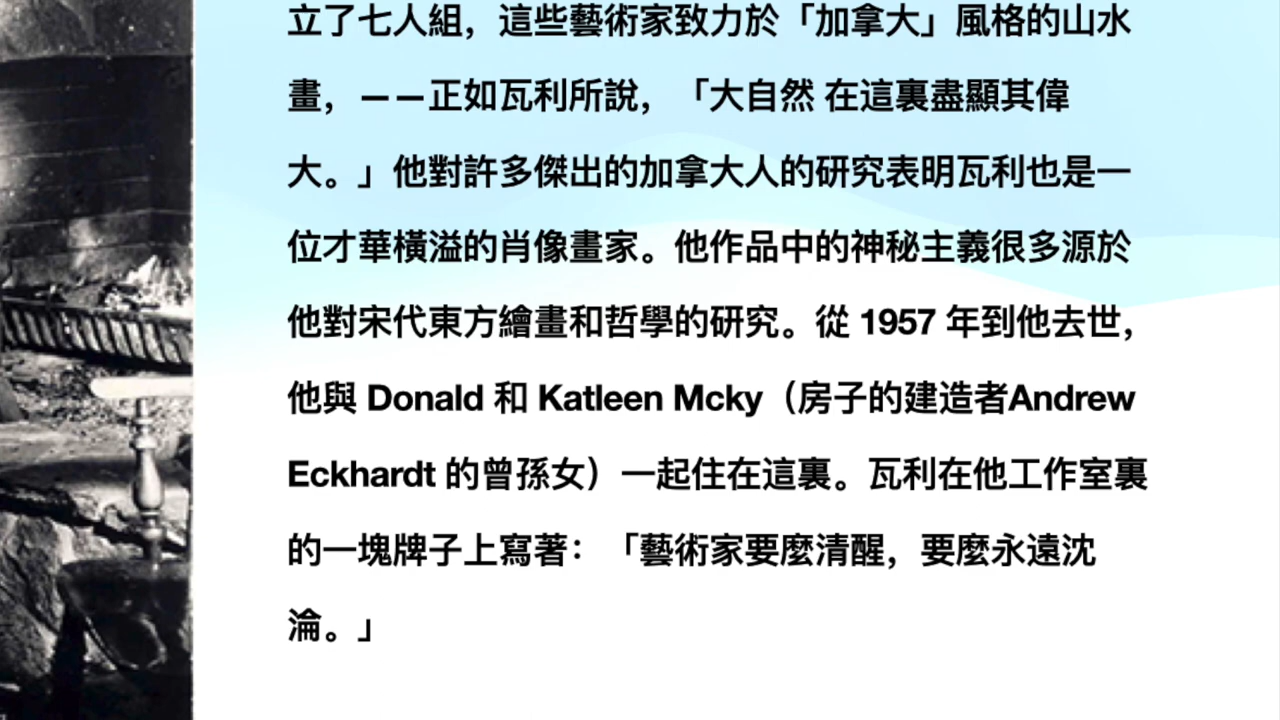 立了七人組，這些藝術家致力於「加拿大」風格的山水
畫，——正如瓦利所說，「大自然 在這裏盡顯其偉
大。」他對許多傑出的加拿大人的研究表明瓦利也是一
位才華橫溢的肖像畫家。他作品中的神秘主義很多源於
他對宋代東方繪畫和哲學的研究。從 1957 年到他去世，
他與 Donald 和 Katleen Mcky（房子的建造者Andrew
Eckhardt 的曾孫女）一起住在這裏。瓦利在他工作室裏
的一塊牌子上寫著：「藝術家要麼清醒，要麼永遠沈
淪。」